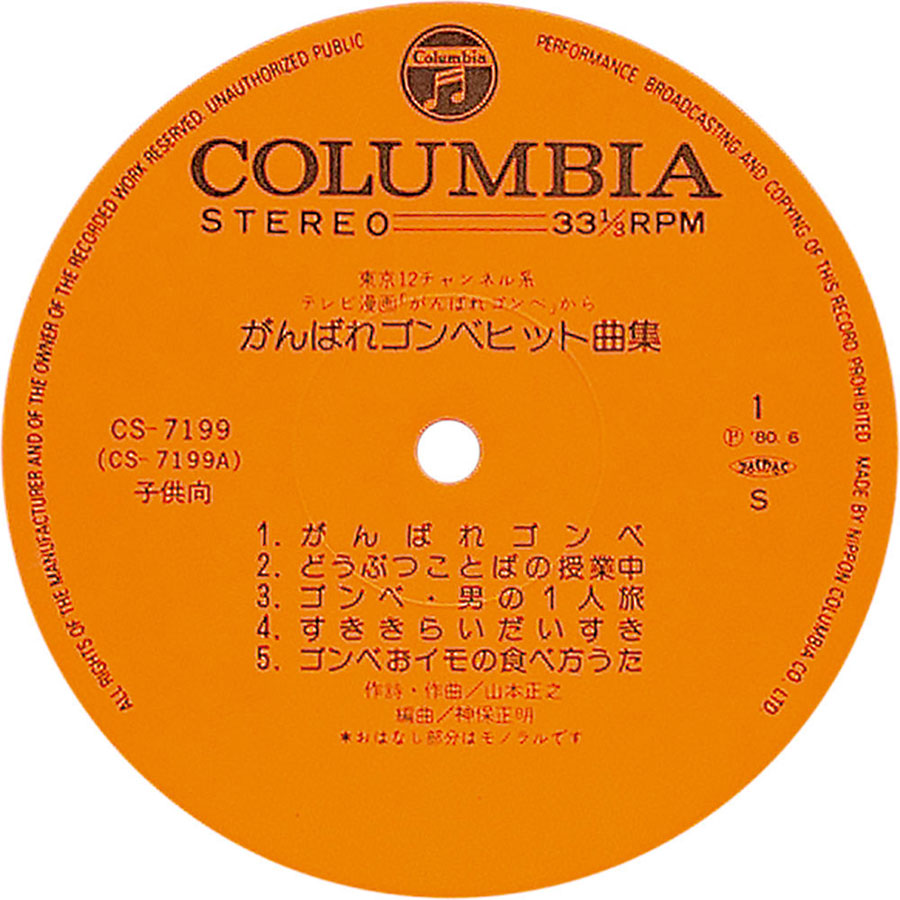 Columbia
ALL RIGHTS OF THE MANUFACTURER AND OF THE OWNER OF THE RECORDED WORK RESERVED. UNAUTHORIZED PUBLIC
PERFORMANCE. BROADCASTING AND COPYING OF THIS RECORD PROHIBITED MADE BY NIPPON COLUMBIA CO., LTD.
COLUMBIA
STEREO 33 1/3 RPM
東京12チャンネル系
テレビ漫画「がんばれゴンベ」から
がんばれゴンベヒット曲集
CS-7199
(CS-7199A)
子供向
1
Ⓟ '80. 6
JASRAC
S
1. がんばれゴンベ
2. どうぶつことばの授業中
3. ゴンベ・男の1人旅
4. すききらいだいすき
5. ゴンベおイモの食べ方うた
作詩・作曲/山本正之
編曲/神保正明
*おはなし部分はモノラルです